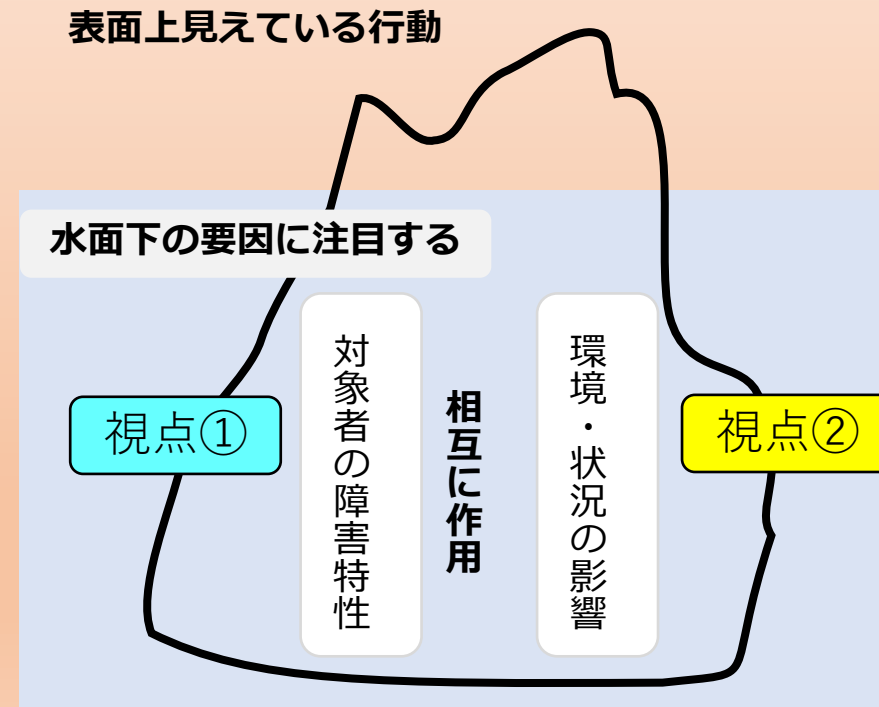 表面上見えている行動
水面下の要因に注目する
視点①
対象者の障害特性
相互に作用
環境・状況の影響
視点②